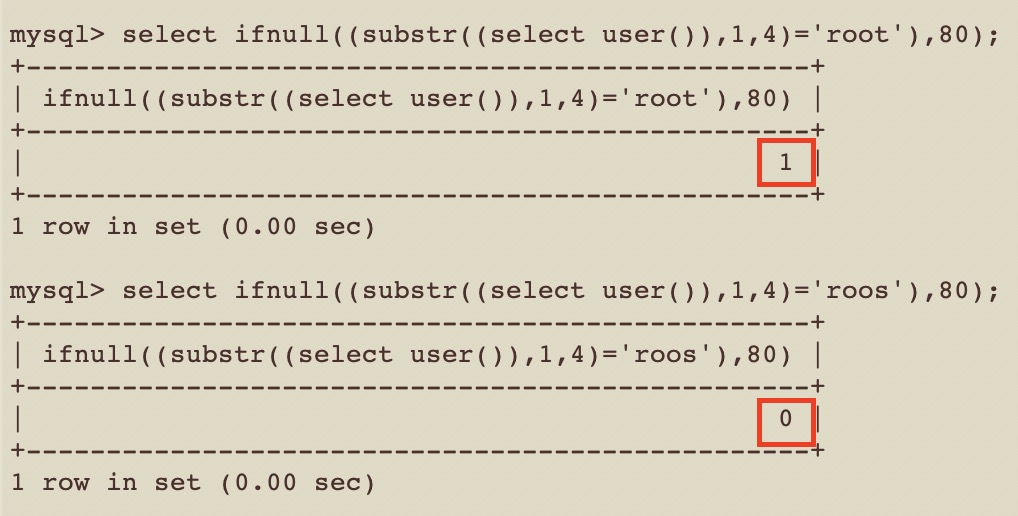 mysql> select ifnull((substr((select user()),1,4)='root'),80);
+-------------------------------------------------+
| ifnull((substr((select user()),1,4)='root'),80) |
+-------------------------------------------------+
|                                               1 |
+-------------------------------------------------+
1 row in set (0.00 sec)
mysql> select ifnull((substr((select user()),1,4)='roos'),80);
+-------------------------------------------------+
| ifnull((substr((select user()),1,4)='roos'),80) |
+-------------------------------------------------+
|                                               0 |
+-------------------------------------------------+
1 row in set (0.00 sec)